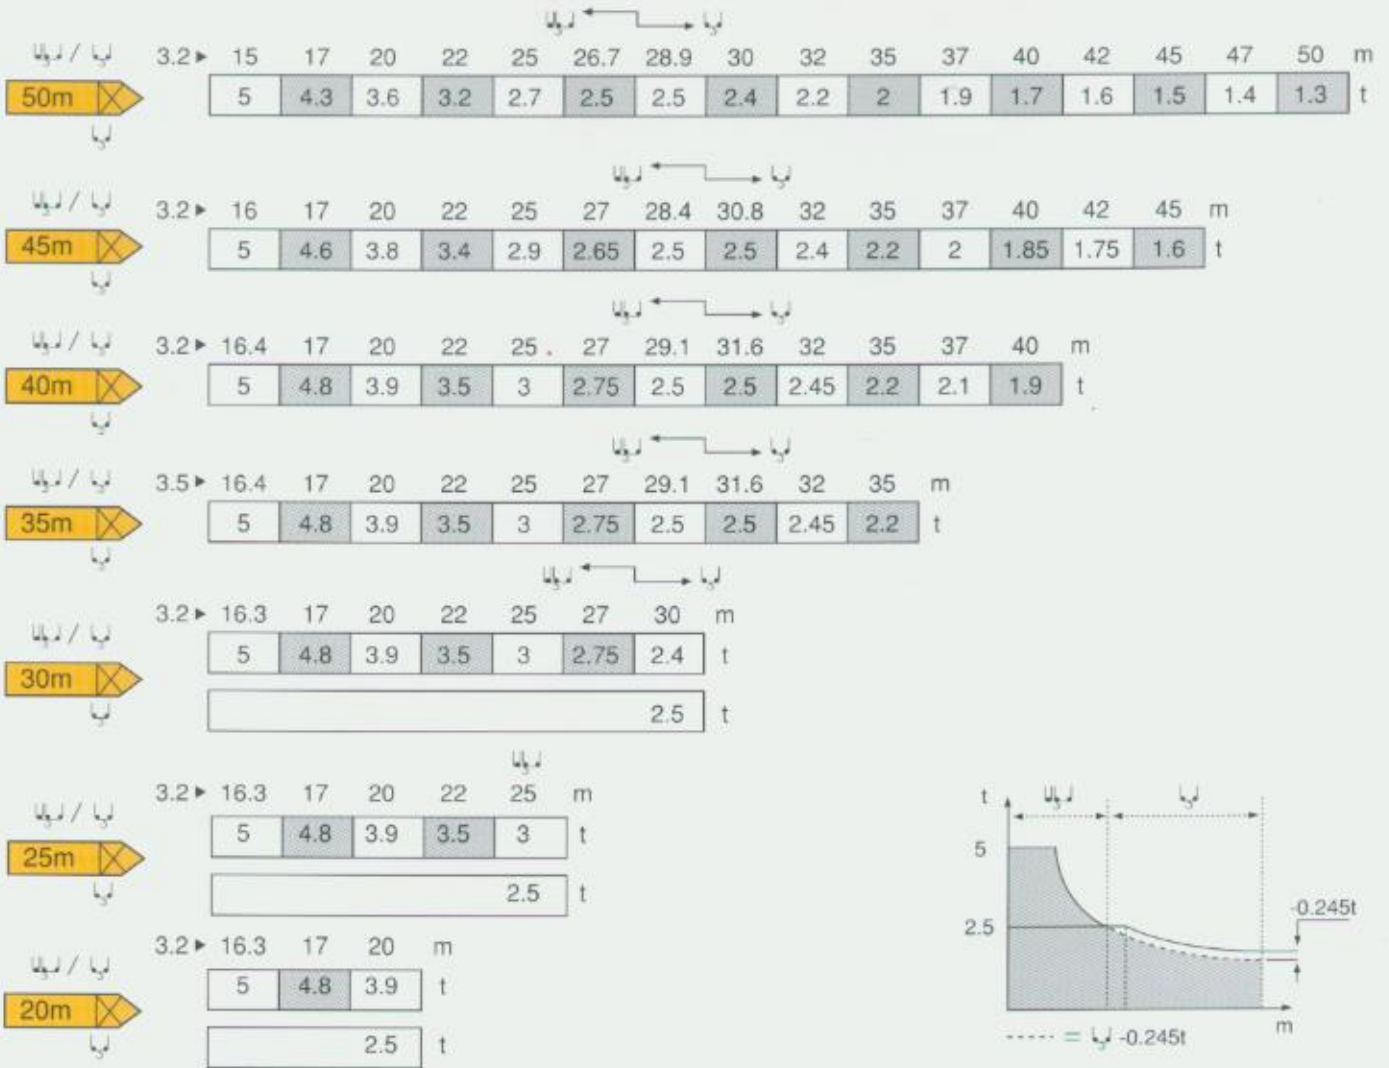 3.2 ▸ 15 17 20 22 25 26.7 28.9 30 32 35 37 40 42 45 47 50 m
50m 5 4.3 3.6 3.2 2.7 2.5 2.5 2.4 2.2 2 1.9 1.7 1.6 1.5 1.4 1.3 t
3.2 ▸ 16 17 20 22 25 27 28.4 30.8 32 35 37 40 42 45 m
45m 5 4.6 3.8 3.4 2.9 2.65 2.5 2.5 2.4 2.2 2 1.85 1.75 1.6 t
3.2 ▸ 16.4 17 20 22 25 27 29.1 31.6 32 35 37 40 m
40m 5 4.8 3.9 3.5 3 2.75 2.5 2.5 2.45 2.2 2.1 1.9 t
3.5 ▸ 16.4 17 20 22 25 27 29.1 31.6 32 35 m
35m 5 4.8 3.9 3.5 3 2.75 2.5 2.5 2.45 2.2 t
3.2 ▸ 16.3 17 20 22 25 27 30 m
5 4.8 3.9 3.5 3 2.75 2.4 t
30m
2.5 t
3.2 ▸ 16.3 17 20 22 25 m
5 4.8 3.9 3.5 3 t
25m
2.5 t
3.2 ▸ 16.3 17 20 m
5 4.8 3.9 t
20m
2.5 t
t
5
-0.245t
2.5
m
---- = -0.245t